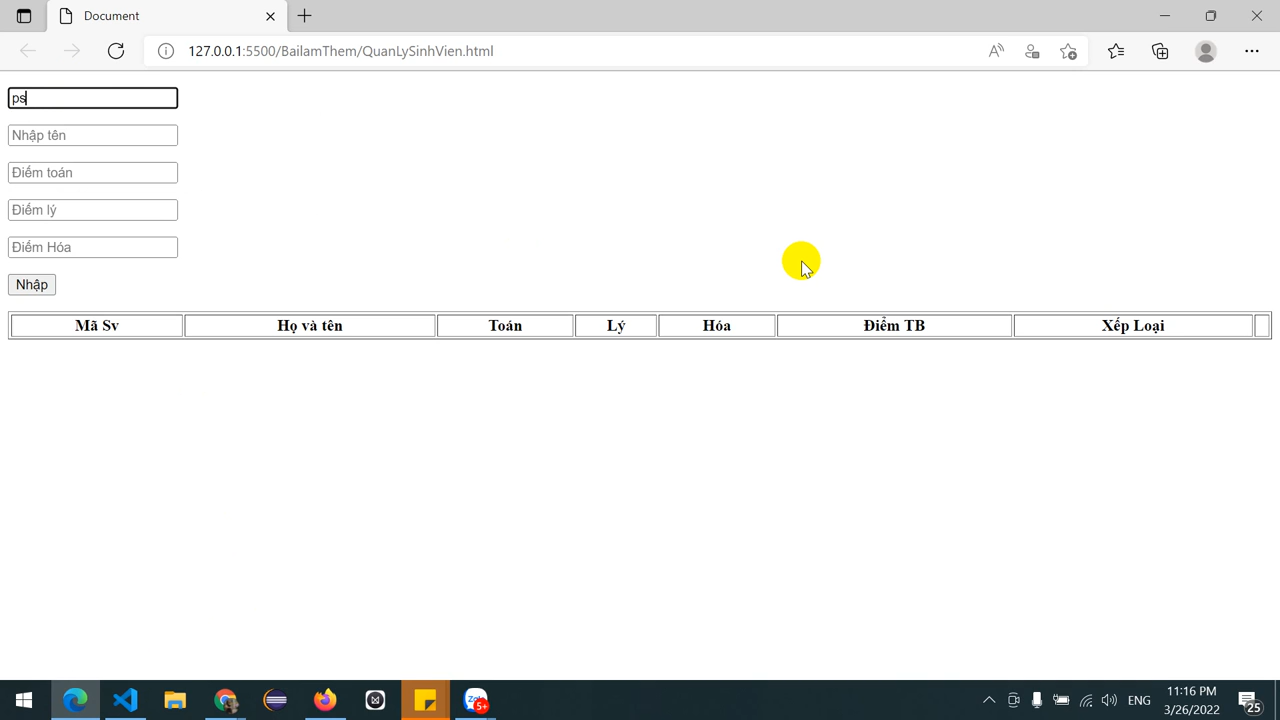 Document
127.0.0.1:5500/BailamThem/QuanLySinhVien.html
ps
Nhập tên
Điểm toán
Điểm lý
Điểm Hóa
Nhập
Mã Sv Họ và tên Toán Lý Hóa Điểm TB Xếp Loại
5+
ENG
11:16 PM
3/26/2022
25